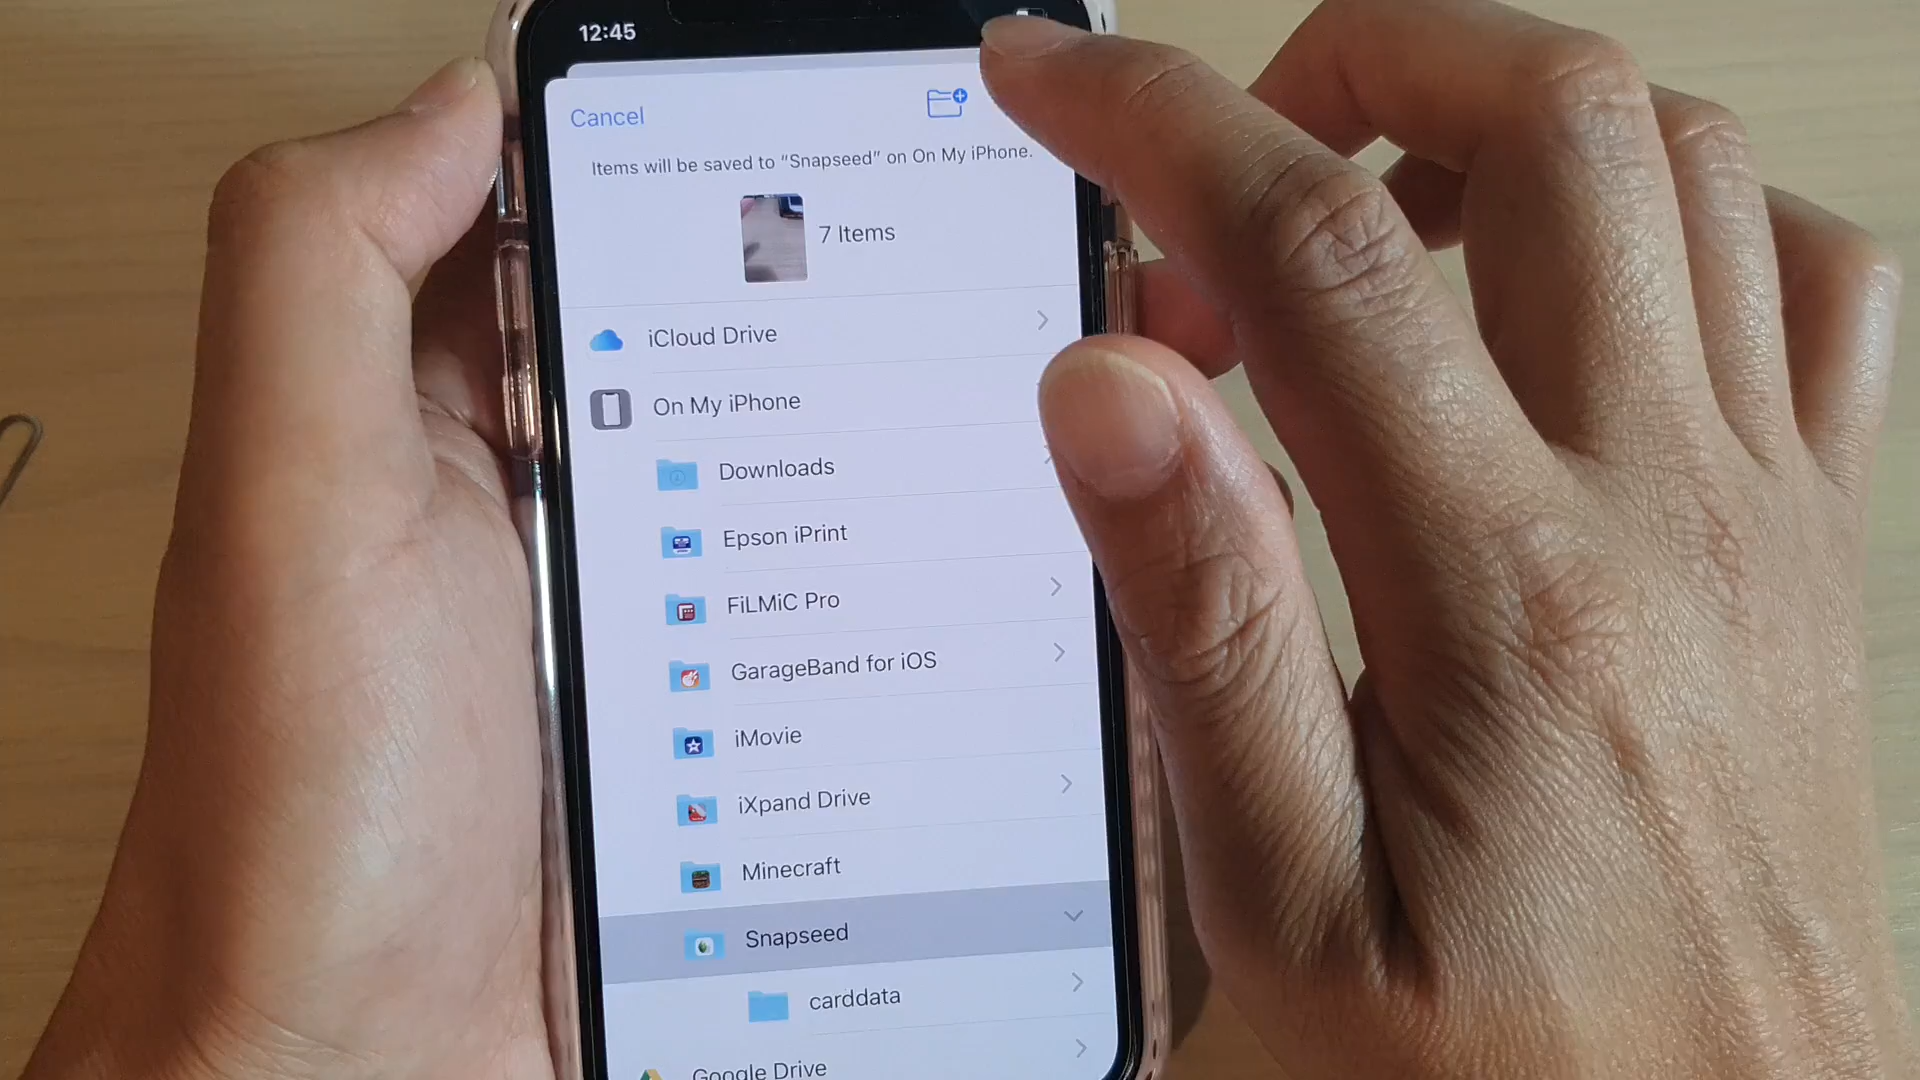 12:45
Cancel
Items will be saved to “Snapseed” on On My iPhone.
7 Items
iCloud Drive
On My iPhone
Downloads
Epson iPrint
FiLMiC Pro
GarageBand for iOS
iMovie
iXpand Drive
Minecraft
Snapseed
carddata
Google Drive